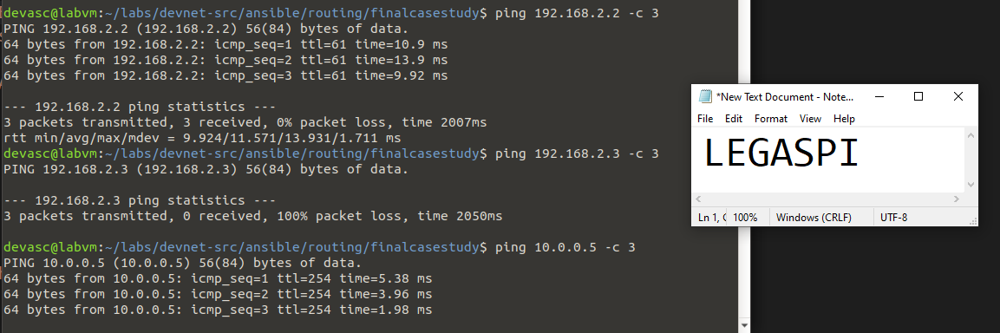 devasc@labvm:~/labs/devnet-src/ansible/routing/finalcasestudy$ ping 192.168.2.2 -c 3
PING 192.168.2.2 (192.168.2.2) 56(84) bytes of data.
64 bytes from 192.168.2.2: icmp_seq=1 ttl=61 time=10.9 ms
64 bytes from 192.168.2.2: icmp_seq=2 ttl=61 time=13.9 ms
64 bytes from 192.168.2.2: icmp_seq=3 ttl=61 time=9.92 ms

--- 192.168.2.2 ping statistics ---
3 packets transmitted, 3 received, 0% packet loss, time 2007ms
rtt min/avg/max/mdev = 9.924/11.571/13.931/1.711 ms
devasc@labvm:~/labs/devnet-src/ansible/routing/finalcasestudy$ ping 192.168.2.3 -c 3
PING 192.168.2.3 (192.168.2.3) 56(84) bytes of data.

--- 192.168.2.3 ping statistics ---
3 packets transmitted, 0 received, 100% packet loss, time 2050ms

devasc@labvm:~/labs/devnet-src/ansible/routing/finalcasestudy$ ping 10.0.0.5 -c 3
PING 10.0.0.5 (10.0.0.5) 56(84) bytes of data.
64 bytes from 10.0.0.5: icmp_seq=1 ttl=254 time=5.38 ms
64 bytes from 10.0.0.5: icmp_seq=2 ttl=254 time=3.96 ms
64 bytes from 10.0.0.5: icmp_seq=3 ttl=254 time=1.98 ms
*New Text Document - Note...
File Edit Format View Help
LEGASPI
Ln 1, C 100% Windows (CRLF) UTF-8